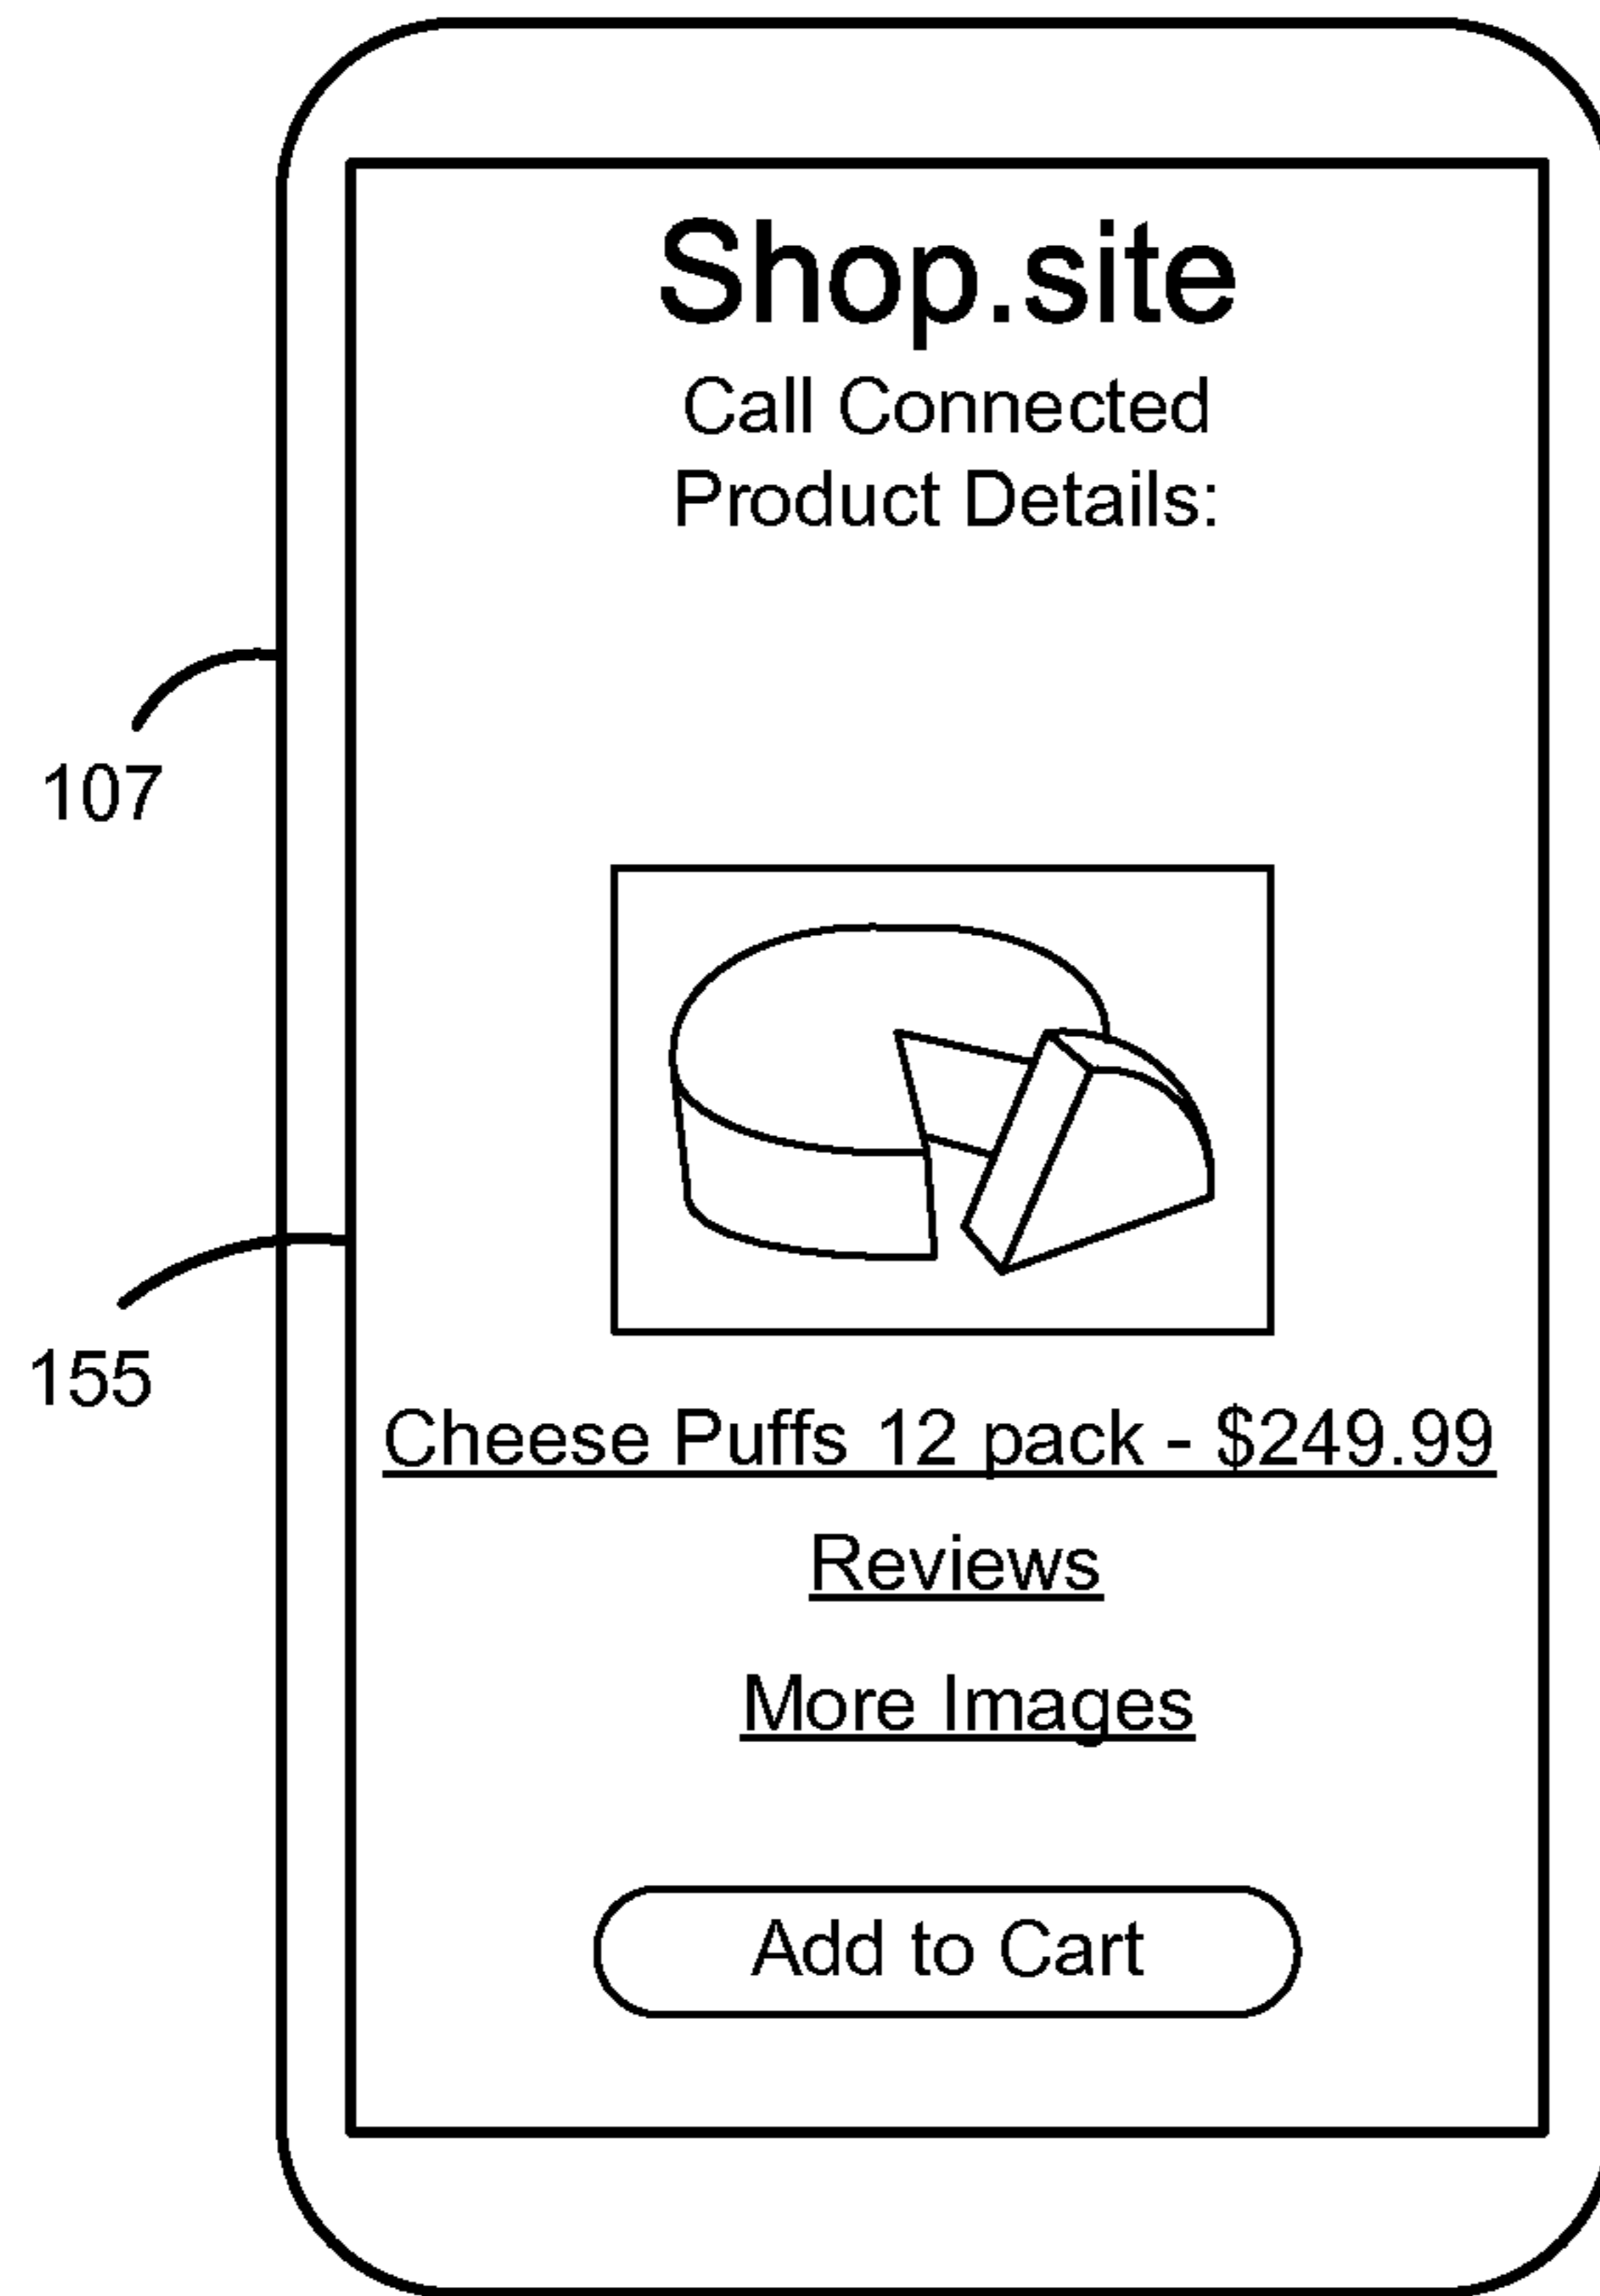 Shop.site
Call Connected
Product Details:
107
155
Cheese Puffs 12 pack - $249.99
Reviews
More Images
Add to Cart